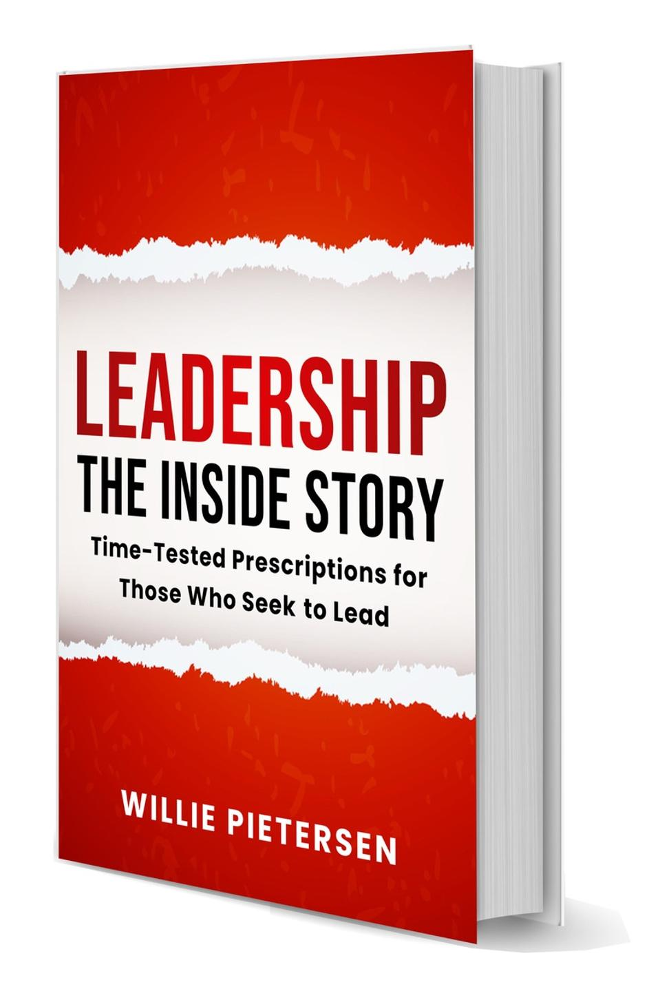 LEADERSHIP
THE INSIDE STORY
Time-Tested Prescriptions for
Those Who Seek to Lead
WILLIE PIETERSEN